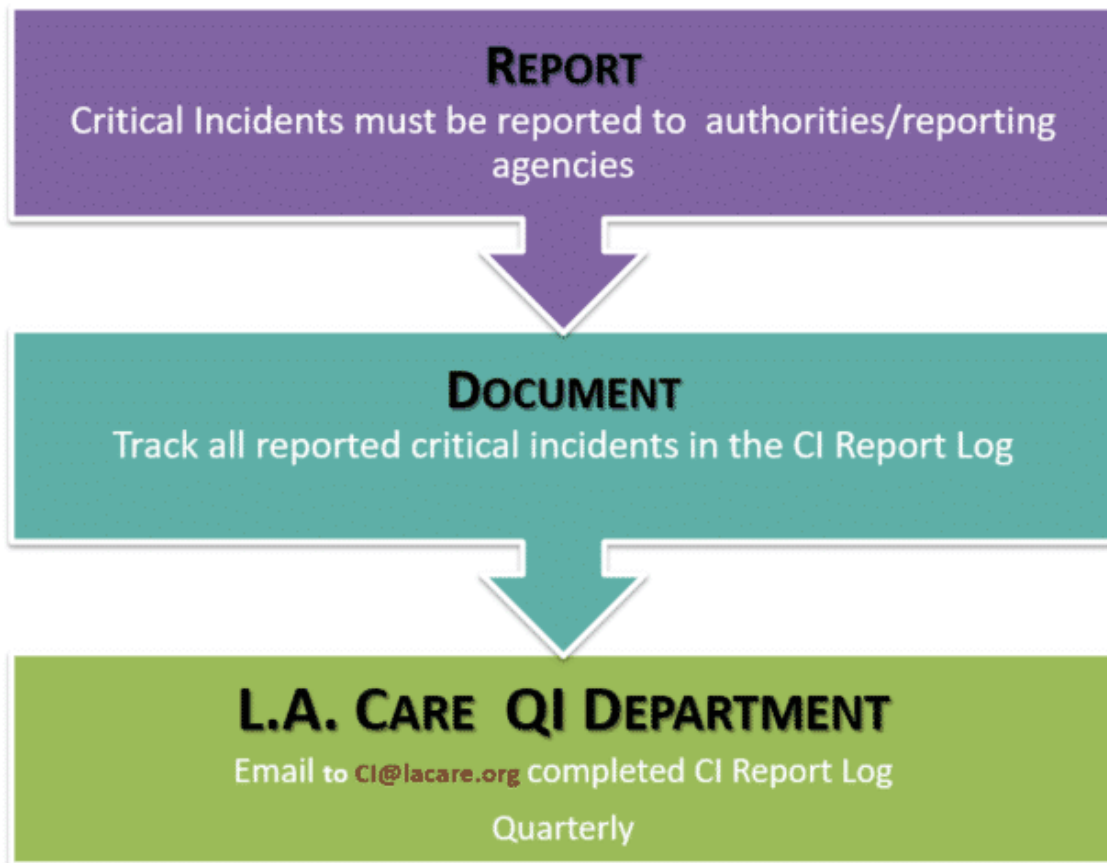 REPORT
Critical Incidents must be reported to authorities/reporting
agencies
DOCUMENT
Track all reported critical incidents in the CI Report Log
L.A. CARE QI DEPARTMENT
Email to CI@lacare.org completed CI Report Log
Quarterly